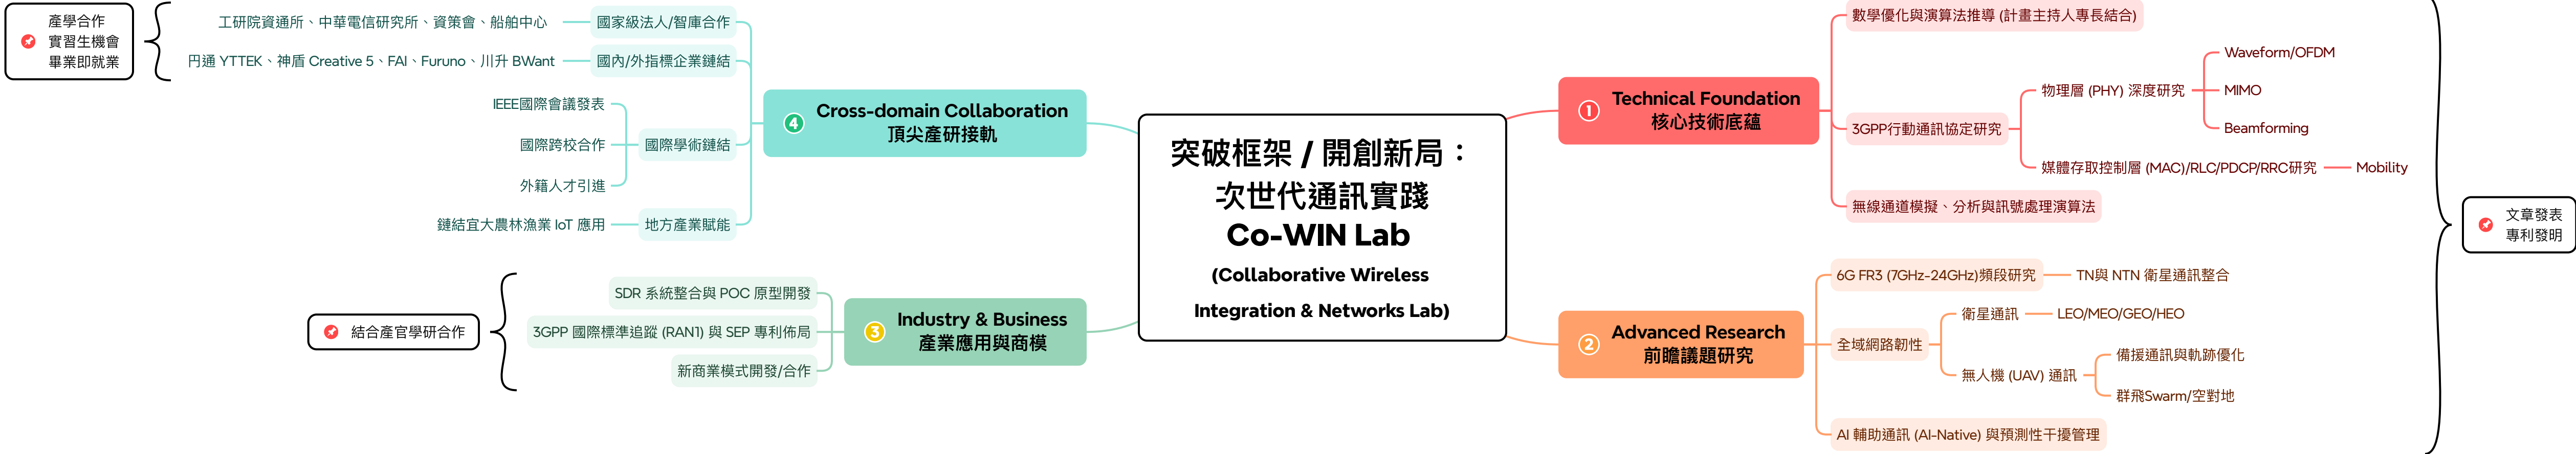 突破框架 / 開創新局：
次世代通訊實踐
Co-WIN Lab
(Collaborative Wireless
Integration & Networks Lab)
1
Technical Foundation
核心技術底蘊
數學優化與演算法推導 (計畫主持人專長結合)
3GPP行動通訊協定研究
物理層 (PHY) 深度研究
Waveform/OFDM
MIMO
Beamforming
媒體存取控制層 (MAC)/RLC/PDCP/RRC研究
Mobility
無線通道模擬、分析與訊號處理演算法
2
Advanced Research
前瞻議題研究
6G FR3 (7GHz-24GHz)頻段研究
TN與 NTN 衛星通訊整合
全域網路韌性
衛星通訊
LEO/MEO/GEO/HEO
無人機 (UAV) 通訊
備援通訊與軌跡優化
群飛Swarm/空對地
AI 輔助通訊 (AI-Native) 與預測性干擾管理
文章發表
專利發明
3
Industry & Business
產業應用與商模
SDR 系統整合與 POC 原型開發
3GPP 國際標準追蹤 (RAN1) 與 SEP 專利佈局
新商業模式開發/合作
結合產官學研合作
4
Cross-domain Collaboration
頂尖產研接軌
國家級法人/智庫合作
工研院資通所、中華電信研究所、資策會、船舶中心
國內/外指標企業鏈結
円通 YTTEK、神盾 Creative 5、FAI、Furuno、川升 BWant
國際學術鏈結
IEEE國際會議發表
國際跨校合作
外籍人才引進
地方產業賦能
鏈結宜大農林漁業 IoT 應用
產學合作
實習生機會
畢業即就業